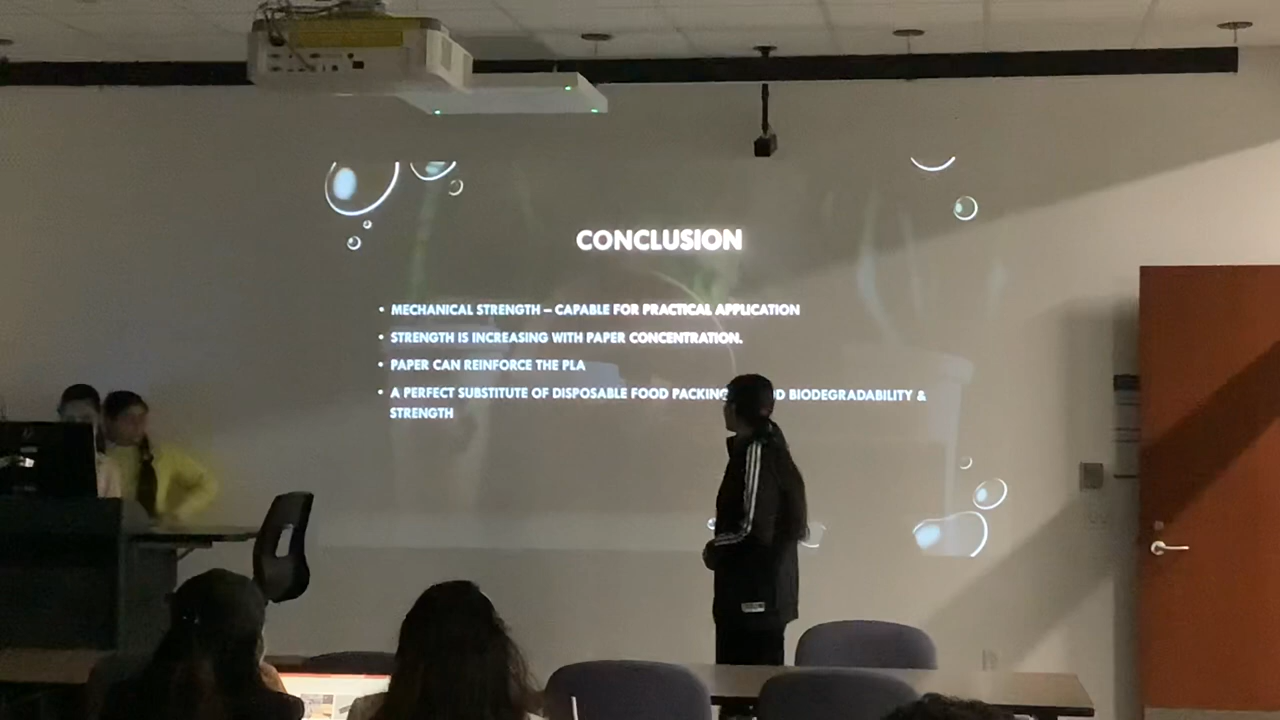 CONCLUSION
• MECHANICAL STRENGTH – CAPABLE FOR PRACTICAL APPLICATION
• STRENGTH IS INCREASING WITH PAPER CONCENTRATION.
• PAPER CAN REINFORCE THE PLA
• A PERFECT SUBSTITUTE OF DISPOSABLE FOOD PACKING BIODEGRADABILITY &
STRENGTH